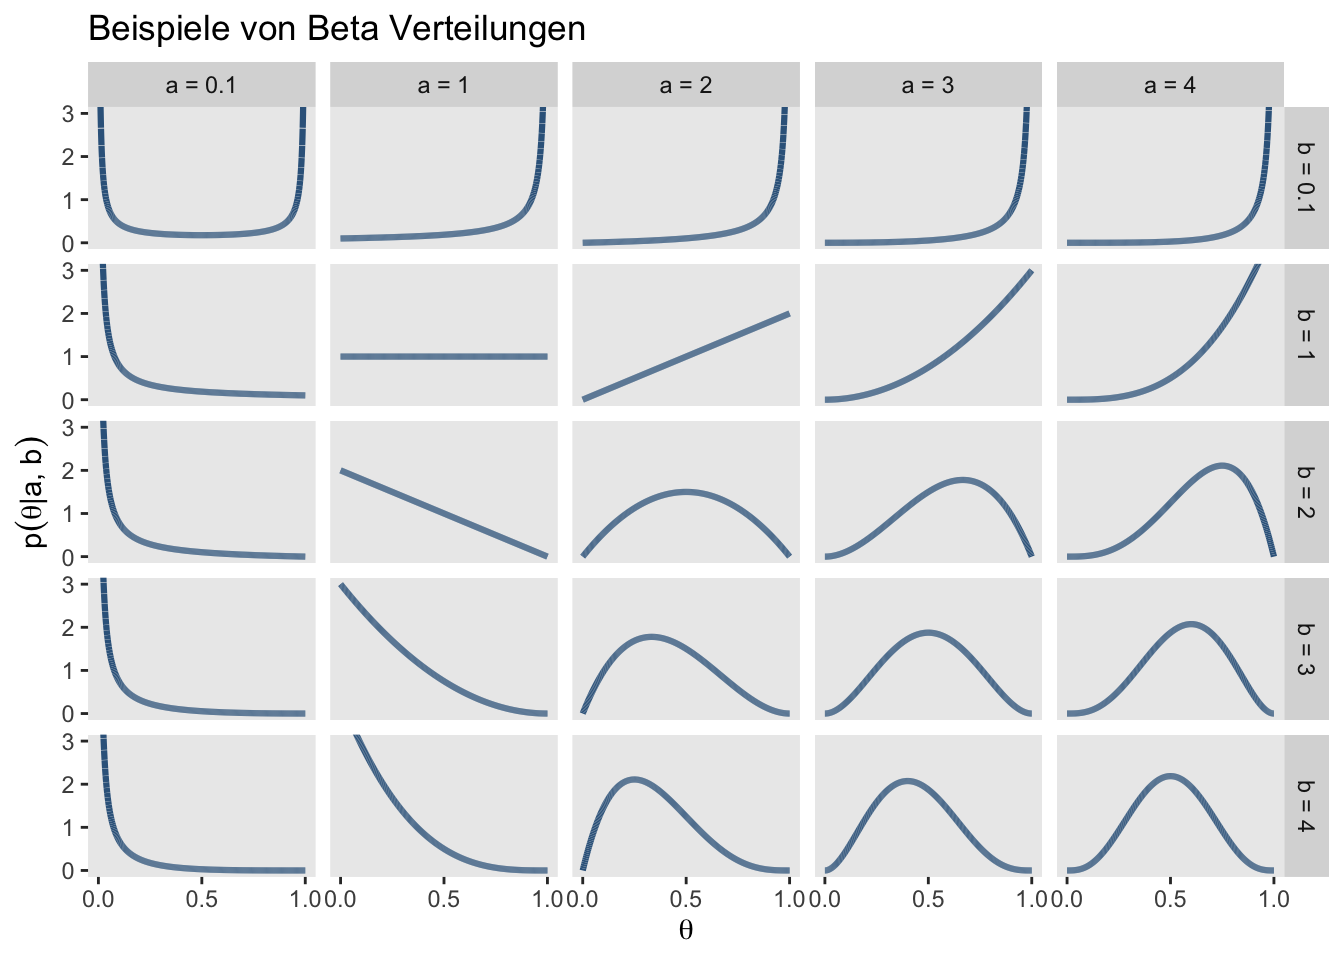 Beispiele von Beta Verteilungen
a = 0.1 a = 1 a = 2 a = 3 a = 4
3
2
1
0
b = 0.1
3
2
1
0
b = 1
p(θ|a, b)
3
2
1
0
b = 2
3
2
1
0
b = 3
3
2
1
0
b = 4
0.0 0.5 1.0 0.0 0.5 1.0 0.0 0.5 1.0 0.0 0.5 1.0 0.0 0.5 1.0
θ